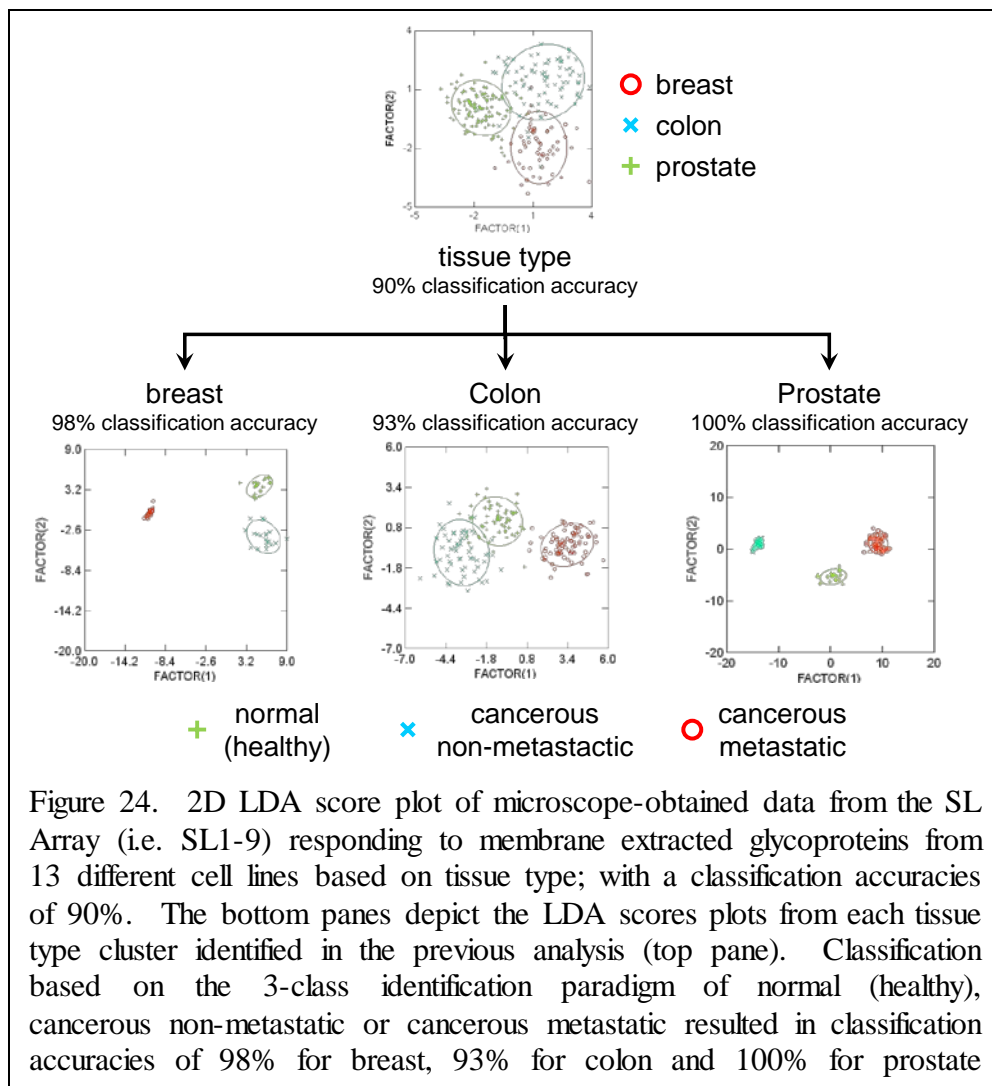 4
1
-2
-5
FACTOR(2)
-5 -2 1 4
FACTOR(1)
breast
colon
prostate
tissue type
90% classification accuracy
breast
98% classification accuracy
9.0
3.2
-2.6
-8.4
-14.2
-20.0
FACTOR(2)
-20.0 -14.2 -8.4 -2.6 3.2 9.0
FACTOR(1)
Colon
93% classification accuracy
6.0
3.4
0.8
-1.8
-4.4
-7.0
FACTOR(2)
-7.0 -4.4 -1.8 0.8 3.4 6.0
FACTOR(1)
Prostate
100% classification accuracy
20
10
0
-10
-20
FACTOR(2)
-20 -10 0 10 20
FACTOR(1)
normal
(healthy)
cancerous
non-metastactic
cancerous
metastatic
Figure 24. 2D LDA score plot of microscope-obtained data from the SL
Array (i.e. SL1-9) responding to membrane extracted glycoproteins from
13 different cell lines based on tissue type; with a classification accuracies
of 90%. The bottom panes depict the LDA scores plots from each tissue
type cluster identified in the previous analysis (top pane). Classification
based on the 3-class identification paradigm of normal (healthy),
cancerous non-metastatic or cancerous metastatic resulted in classification
accuracies of 98% for breast, 93% for colon and 100% for prostate